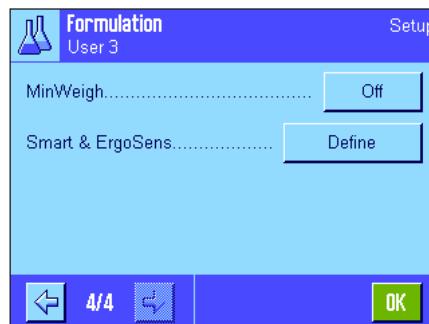 Formulation Setup
User 3
MinWeigh.................................... Off
Smart & ErgoSens.................. Define
4/4 OK